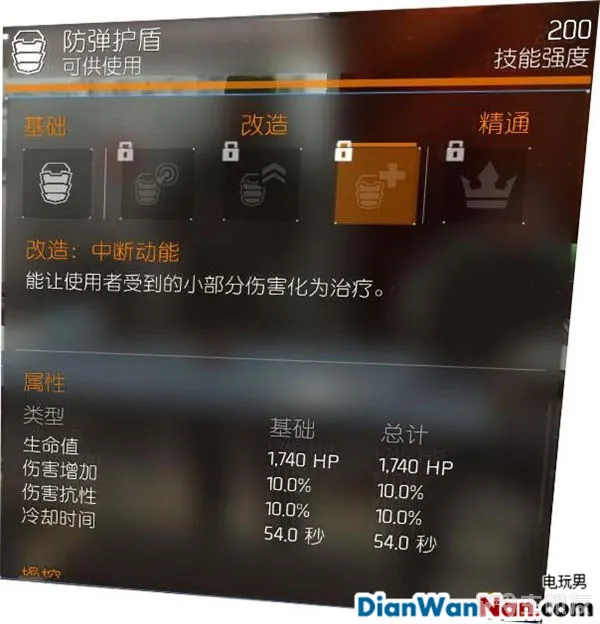 防弹护盾
可供使用
200
技能强度
基础
改造
精通
改造：中断动能
能让使用者受到的小部分伤害化为治疗。
属性
类型 基础 总计
生命值 1,740 HP 1,740 HP
伤害增加 10.0% 10.0%
伤害抗性 10.0% 10.0%
冷却时间 54.0 秒 54.0 秒
电玩男
DianWanNan.com